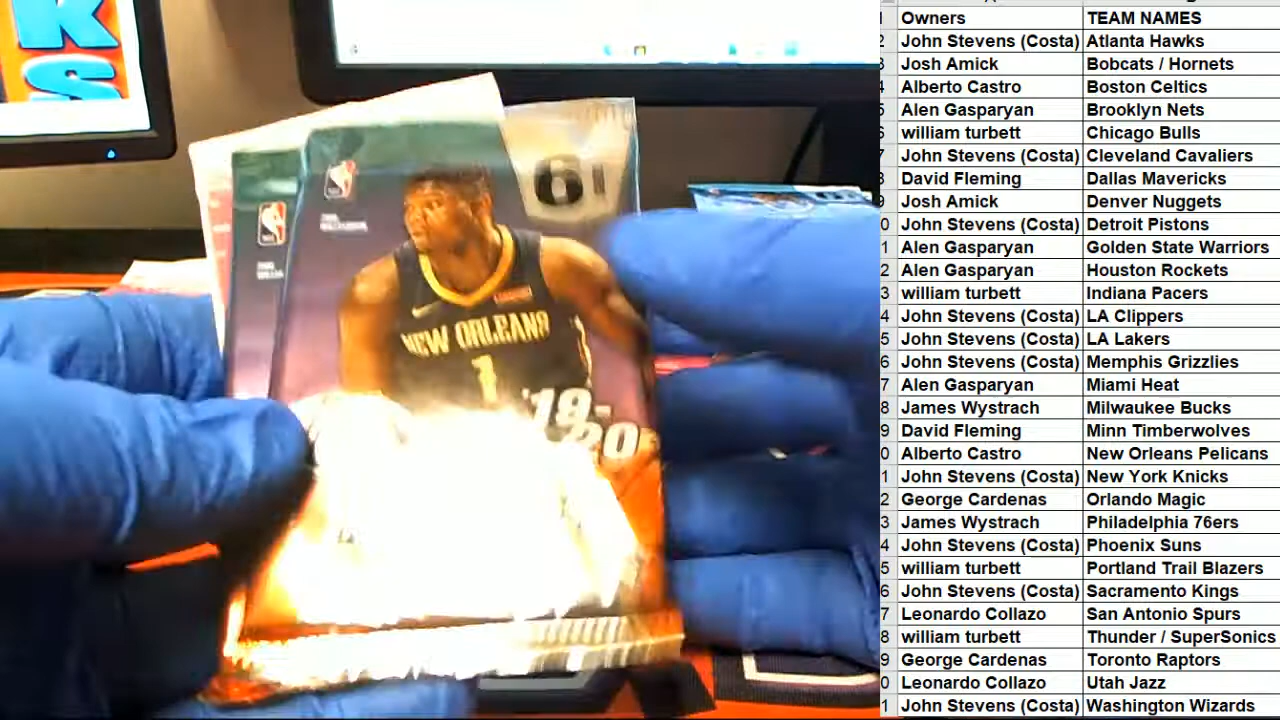 K
S
61
NEW ORLEANS
1
'19-
20
Owners TEAM NAMES
John Stevens (Costa) Atlanta Hawks
Josh Amick Bobcats / Hornets
Alberto Castro Boston Celtics
Alen Gasparyan Brooklyn Nets
william turbett Chicago Bulls
John Stevens (Costa) Cleveland Cavaliers
David Fleming Dallas Mavericks
Josh Amick Denver Nuggets
John Stevens (Costa) Detroit Pistons
Alen Gasparyan Golden State Warriors
Alen Gasparyan Houston Rockets
william turbett Indiana Pacers
John Stevens (Costa) LA Clippers
John Stevens (Costa) LA Lakers
John Stevens (Costa) Memphis Grizzlies
Alen Gasparyan Miami Heat
James Wystrach Milwaukee Bucks
David Fleming Minn Timberwolves
Alberto Castro New Orleans Pelicans
John Stevens (Costa) New York Knicks
George Cardenas Orlando Magic
James Wystrach Philadelphia 76ers
John Stevens (Costa) Phoenix Suns
william turbett Portland Trail Blazers
John Stevens (Costa) Sacramento Kings
Leonardo Collazo San Antonio Spurs
william turbett Thunder / SuperSonics
George Cardenas Toronto Raptors
Leonardo Collazo Utah Jazz
John Stevens (Costa) Washington Wizards